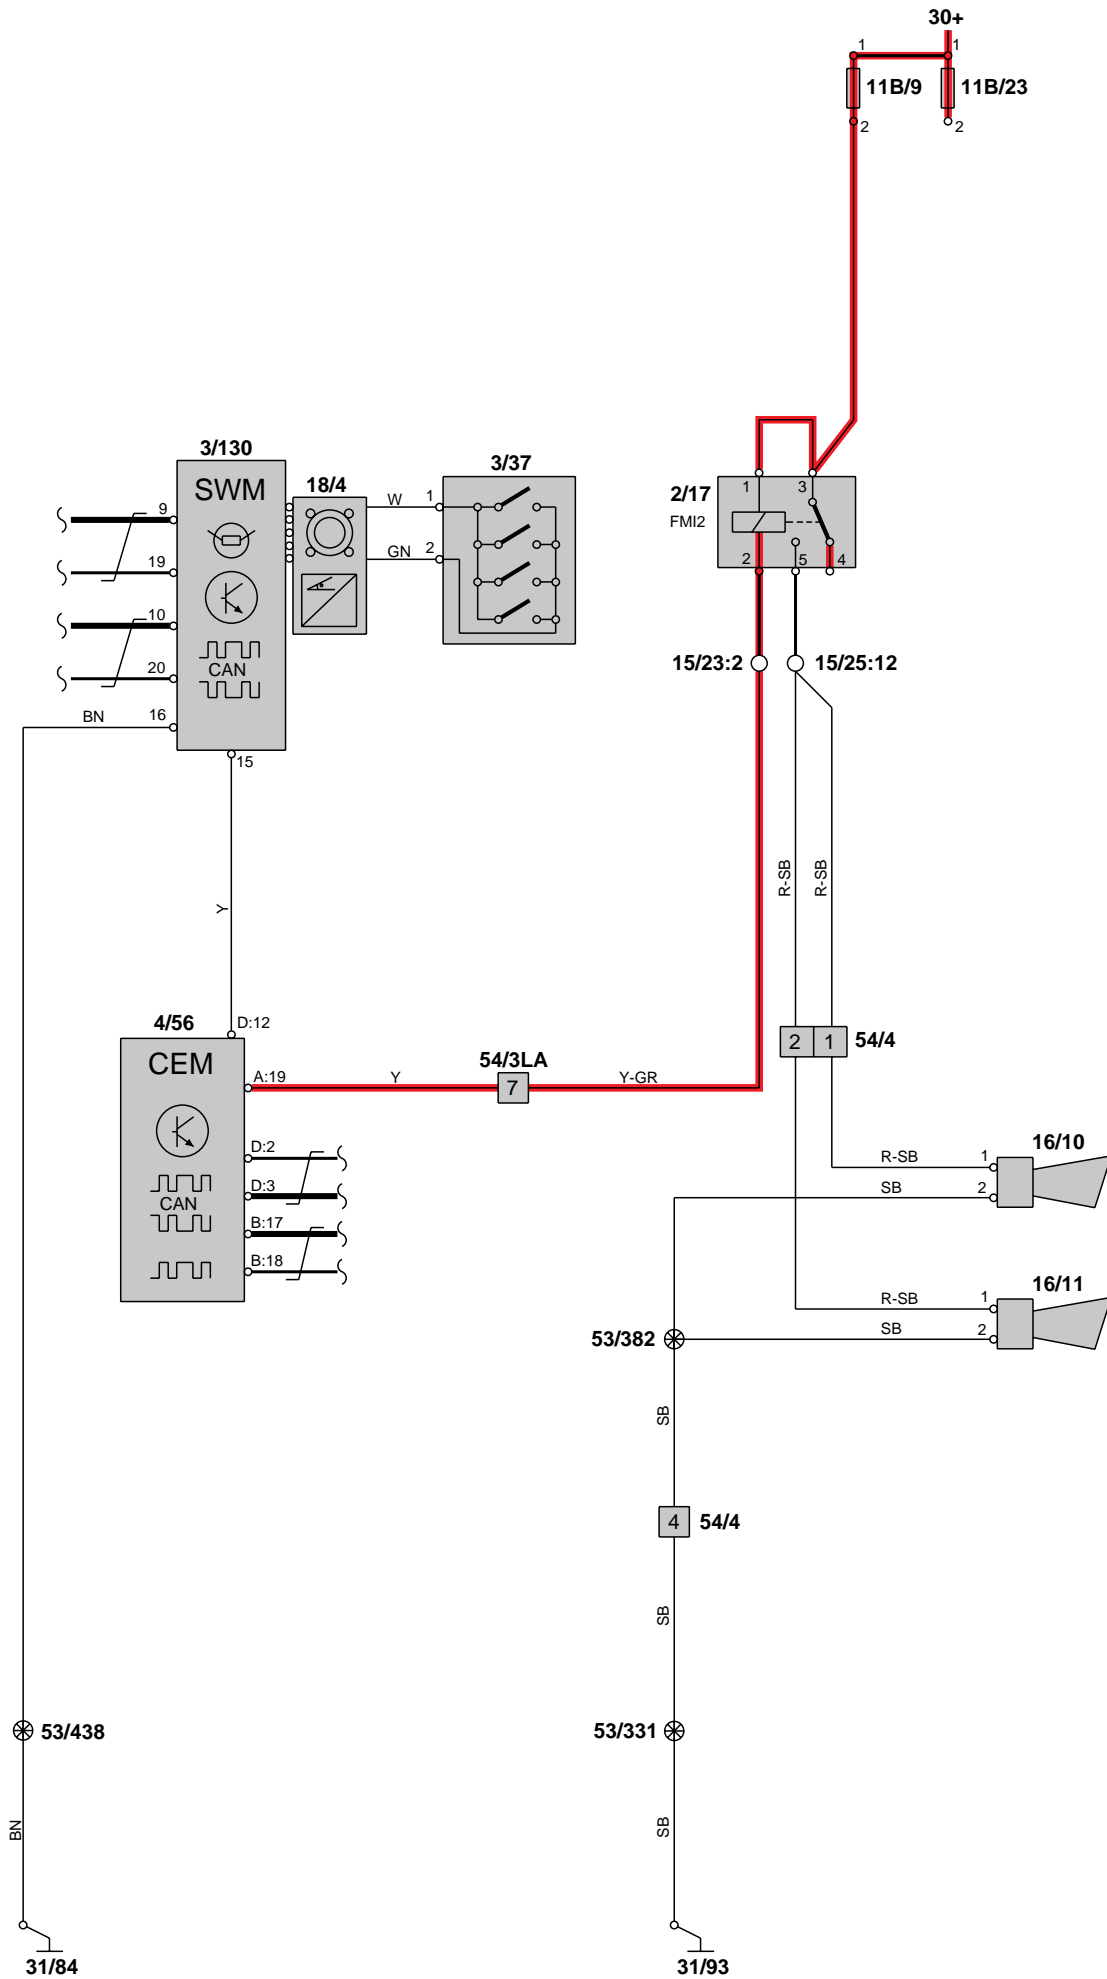 30+
1
1
11B/9
11B/23
2
2
3/130
SWM
18/4
3/37
2/17
FMI2
1
3
9
W
1
19
GN
2
2
5
4
10
CAN
20
15/23:2
15/25:12
BN
16
15
R-SB
R-SB
Y
4/56
D:12
2
1
54/4
CEM
54/3LA
A:19
Y
7
Y-GR
D:2
16/10
R-SB
1
D:3
SB
2
CAN
B:17
B:18
16/11
R-SB
1
SB
2
53/382
SB
4
54/4
SB
53/438
53/331
BN
SB
31/84
31/93